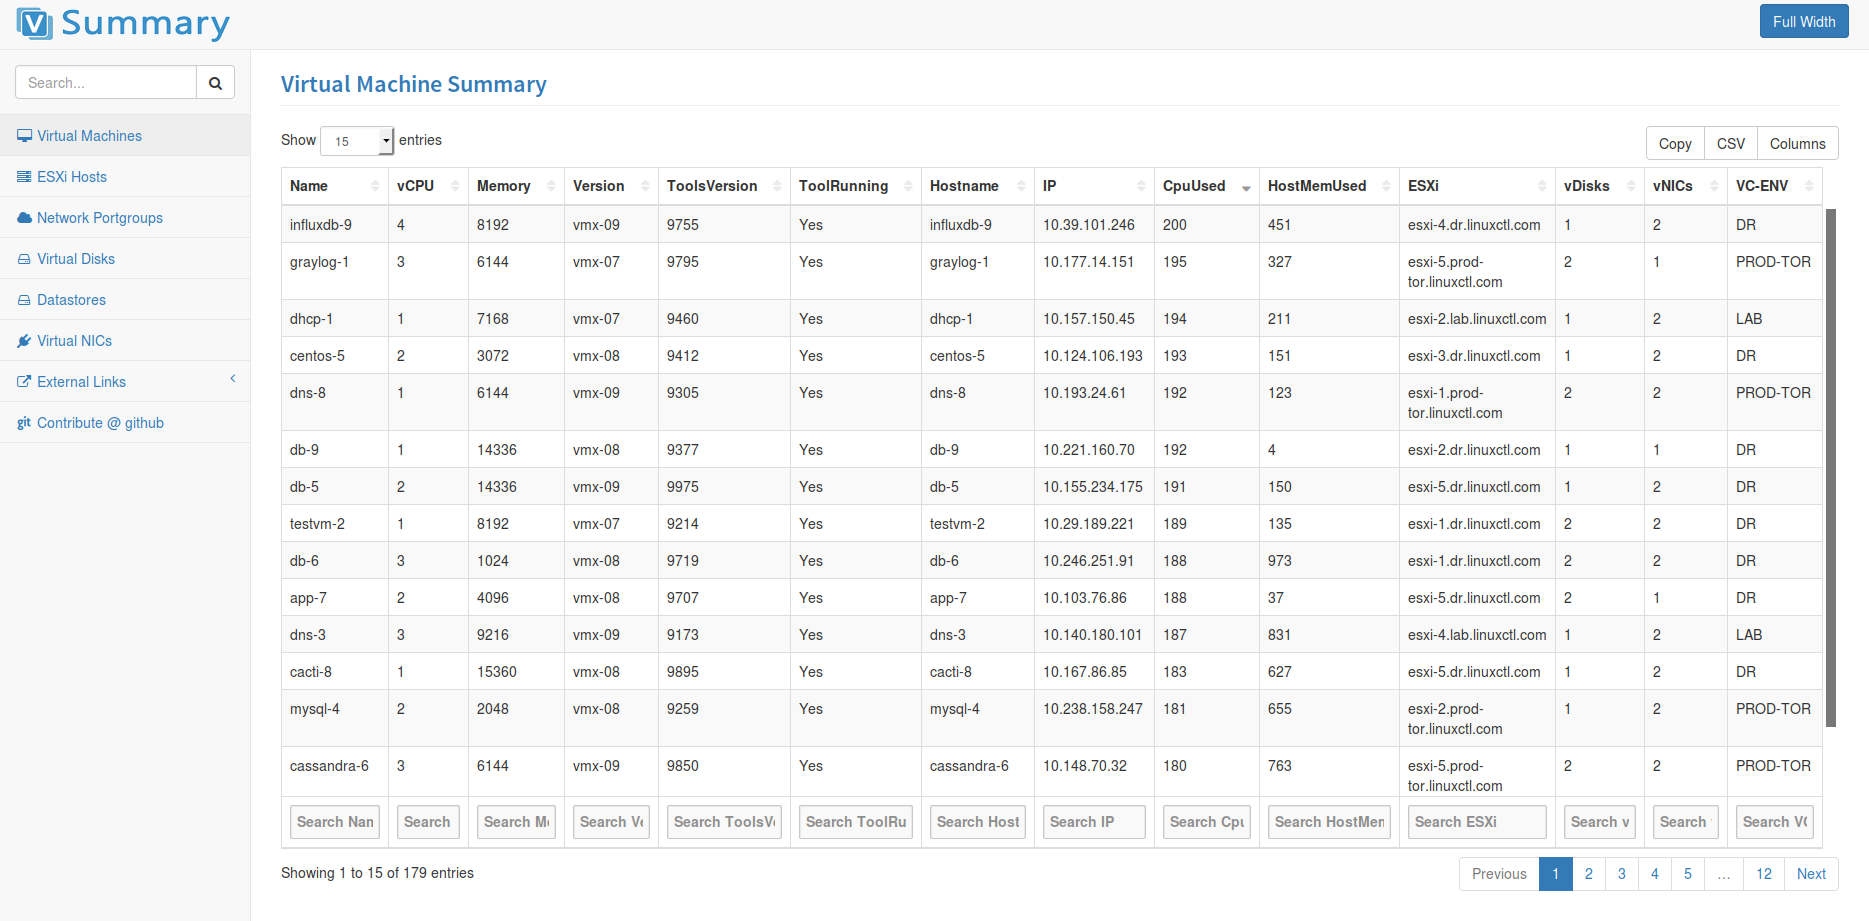 V Summary
Full Width
Search...
Virtual Machines
ESXi Hosts
Network Portgroups
Virtual Disks
Datastores
Virtual NICs
External Links
git Contribute @ github
Virtual Machine Summary
Show 15 entries
Copy CSV Columns
Name vCPU Memory Version ToolsVersion ToolRunning Hostname IP CpuUsed HostMemUsed ESXi vDisks vNICs VC-ENV
influxdb-9 4 8192 vmx-09 9755 Yes influxdb-9 10.39.101.246 200 451 esxi-4.dr.linuxctl.com 1 2 DR
graylog-1 3 6144 vmx-07 9795 Yes graylog-1 10.177.14.151 195 327 esxi-5.prod- 2 1 PROD-TOR
tor.linuxctl.com
dhcp-1 1 7168 vmx-07 9460 Yes dhcp-1 10.157.150.45 194 211 esxi-2.lab.linuxctl.com 1 2 LAB
centos-5 2 3072 vmx-08 9412 Yes centos-5 10.124.106.193 193 151 esxi-3.dr.linuxctl.com 1 2 DR
dns-8 1 6144 vmx-09 9305 Yes dns-8 10.193.24.61 192 123 esxi-1.prod- 2 2 PROD-TOR
tor.linuxctl.com
db-9 1 14336 vmx-08 9377 Yes db-9 10.221.160.70 192 4 esxi-2.dr.linuxctl.com 1 1 DR
db-5 2 14336 vmx-09 9975 Yes db-5 10.155.234.175 191 150 esxi-5.dr.linuxctl.com 1 2 DR
testvm-2 1 8192 vmx-07 9214 Yes testvm-2 10.29.189.221 189 135 esxi-1.dr.linuxctl.com 2 2 DR
db-6 3 1024 vmx-08 9719 Yes db-6 10.246.251.91 188 973 esxi-1.dr.linuxctl.com 2 2 DR
app-7 2 4096 vmx-08 9707 Yes app-7 10.103.76.86 188 37 esxi-5.dr.linuxctl.com 2 1 DR
dns-3 3 9216 vmx-09 9173 Yes dns-3 10.140.180.101 187 831 esxi-4.lab.linuxctl.com 1 2 LAB
cacti-8 1 15360 vmx-08 9895 Yes cacti-8 10.167.86.85 183 627 esxi-5.dr.linuxctl.com 1 2 DR
mysql-4 2 2048 vmx-08 9259 Yes mysql-4 10.238.158.247 181 655 esxi-2.prod- 1 2 PROD-TOR
tor.linuxctl.com
cassandra-6 3 6144 vmx-09 9850 Yes cassandra-6 10.148.70.32 180 763 esxi-5.prod- 2 2 PROD-TOR
tor.linuxctl.com
Search Nam Search Search Me Search Ve Search ToolsVe Search ToolRu Search Host Search IP Search Cpu Search HostMem Search ESXi Search v Search Search VC
Showing 1 to 15 of 179 entries
Previous 1 2 3 4 5 ... 12 Next